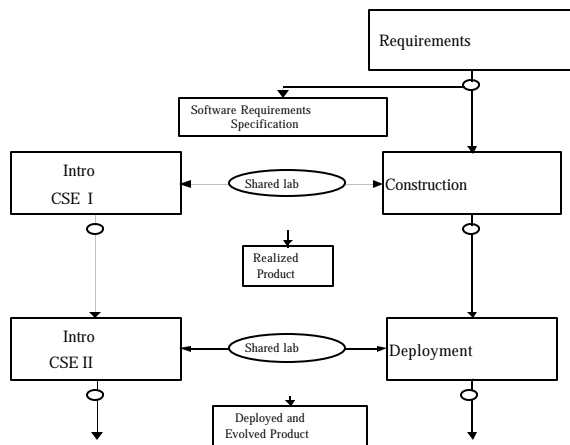 Requirements
Software Requirements
Specification
Intro
CSE I
Shared lab
Construction
Realized
Product
Intro
CSE II
Shared lab
Deployment
Deployed and
Evolved Product